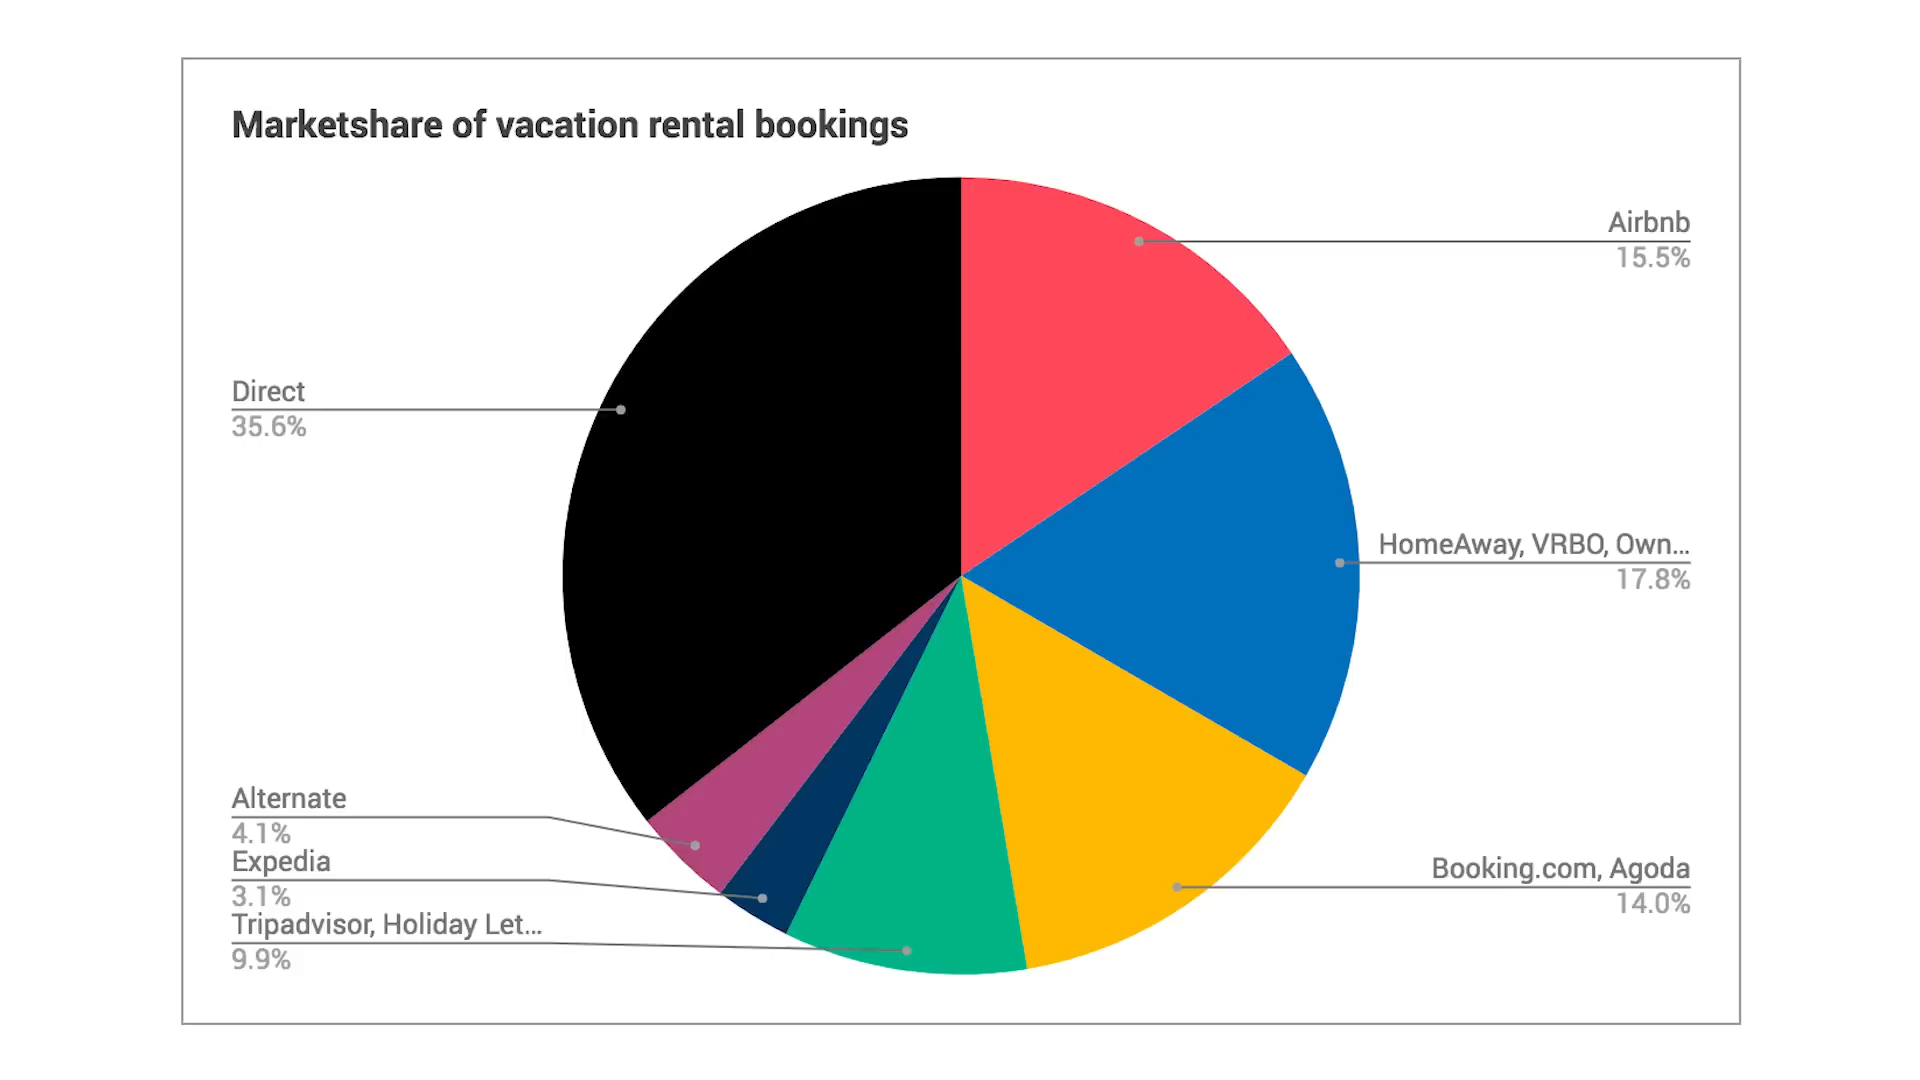 Marketshare of vacation rental bookings
Airbnb
15.5%
HomeAway, VRBO, Own...
17.8%
Booking.com, Agoda
14.0%
Direct
35.6%
Alternate
4.1%
Expedia
3.1%
Tripadvisor, Holiday Let...
9.9%